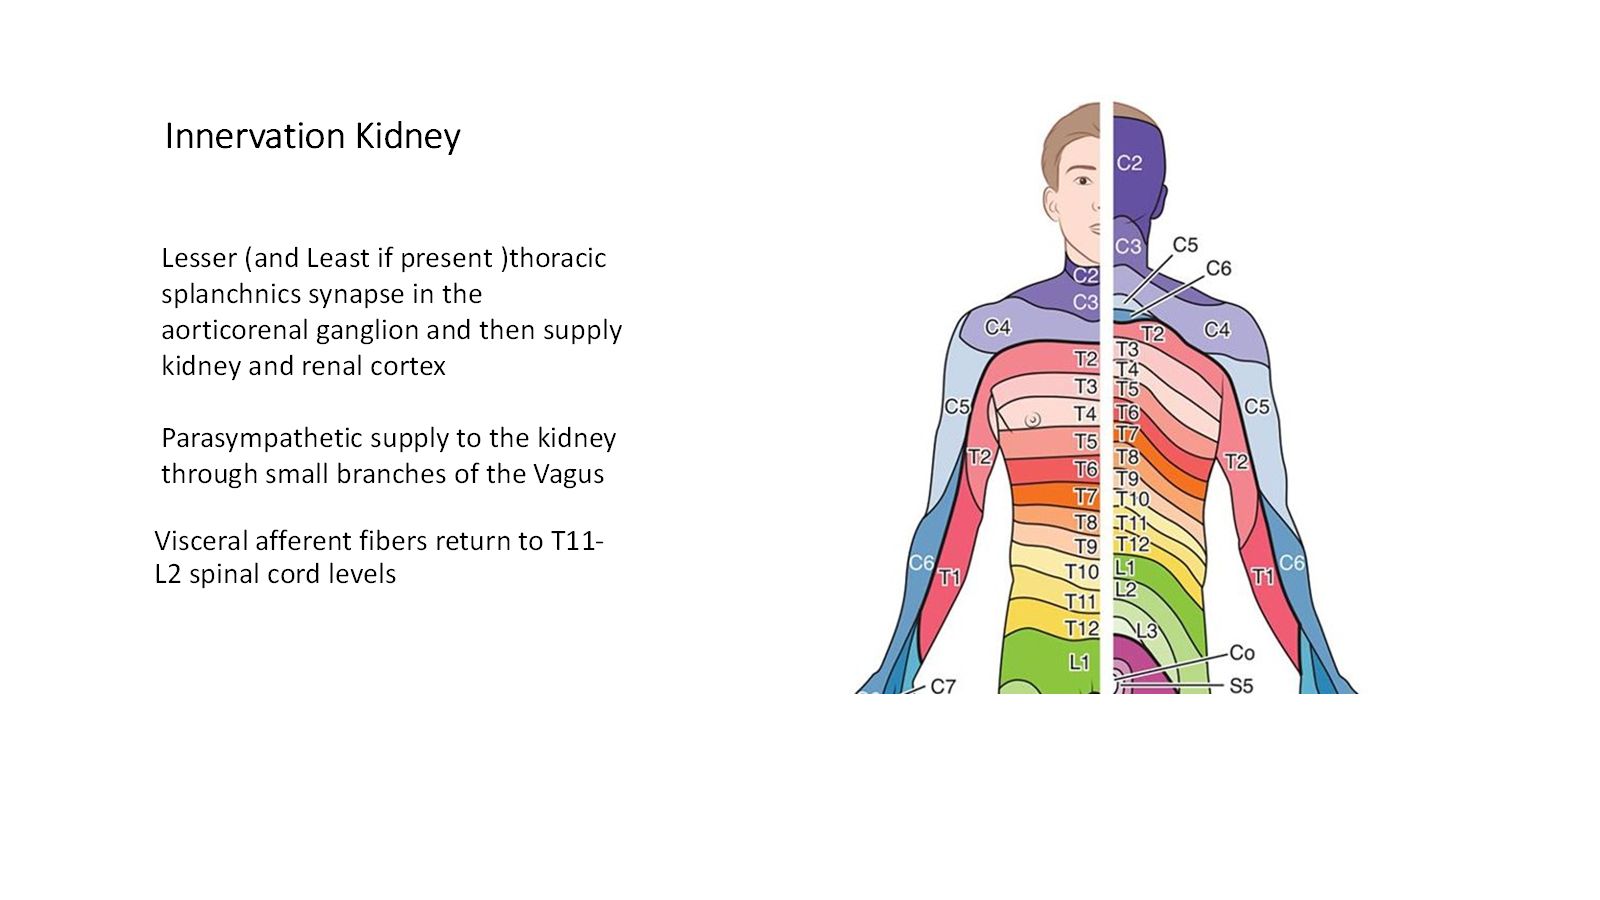 Innervation Kidney
Lesser (and Least if present )thoracic
splanchnics synapse in the
aorticorenal ganglion and then supply
kidney and renal cortex
Parasympathetic supply to the kidney
through small branches of the Vagus
Visceral afferent fibers return to T11-
L2 spinal cord levels
C2
C3
C5
C6
C2
C3
C4
T2
C4
T2
T3
T3
T4
T5
C5
T4
T6
C5
T5
T7
T2
T6
T8
T2
T9
T7
T10
T8
T11
T9
T12
C6
T1
T10
L1
T1
C6
L2
T11
T12
L3
L1
Co
C7
S5